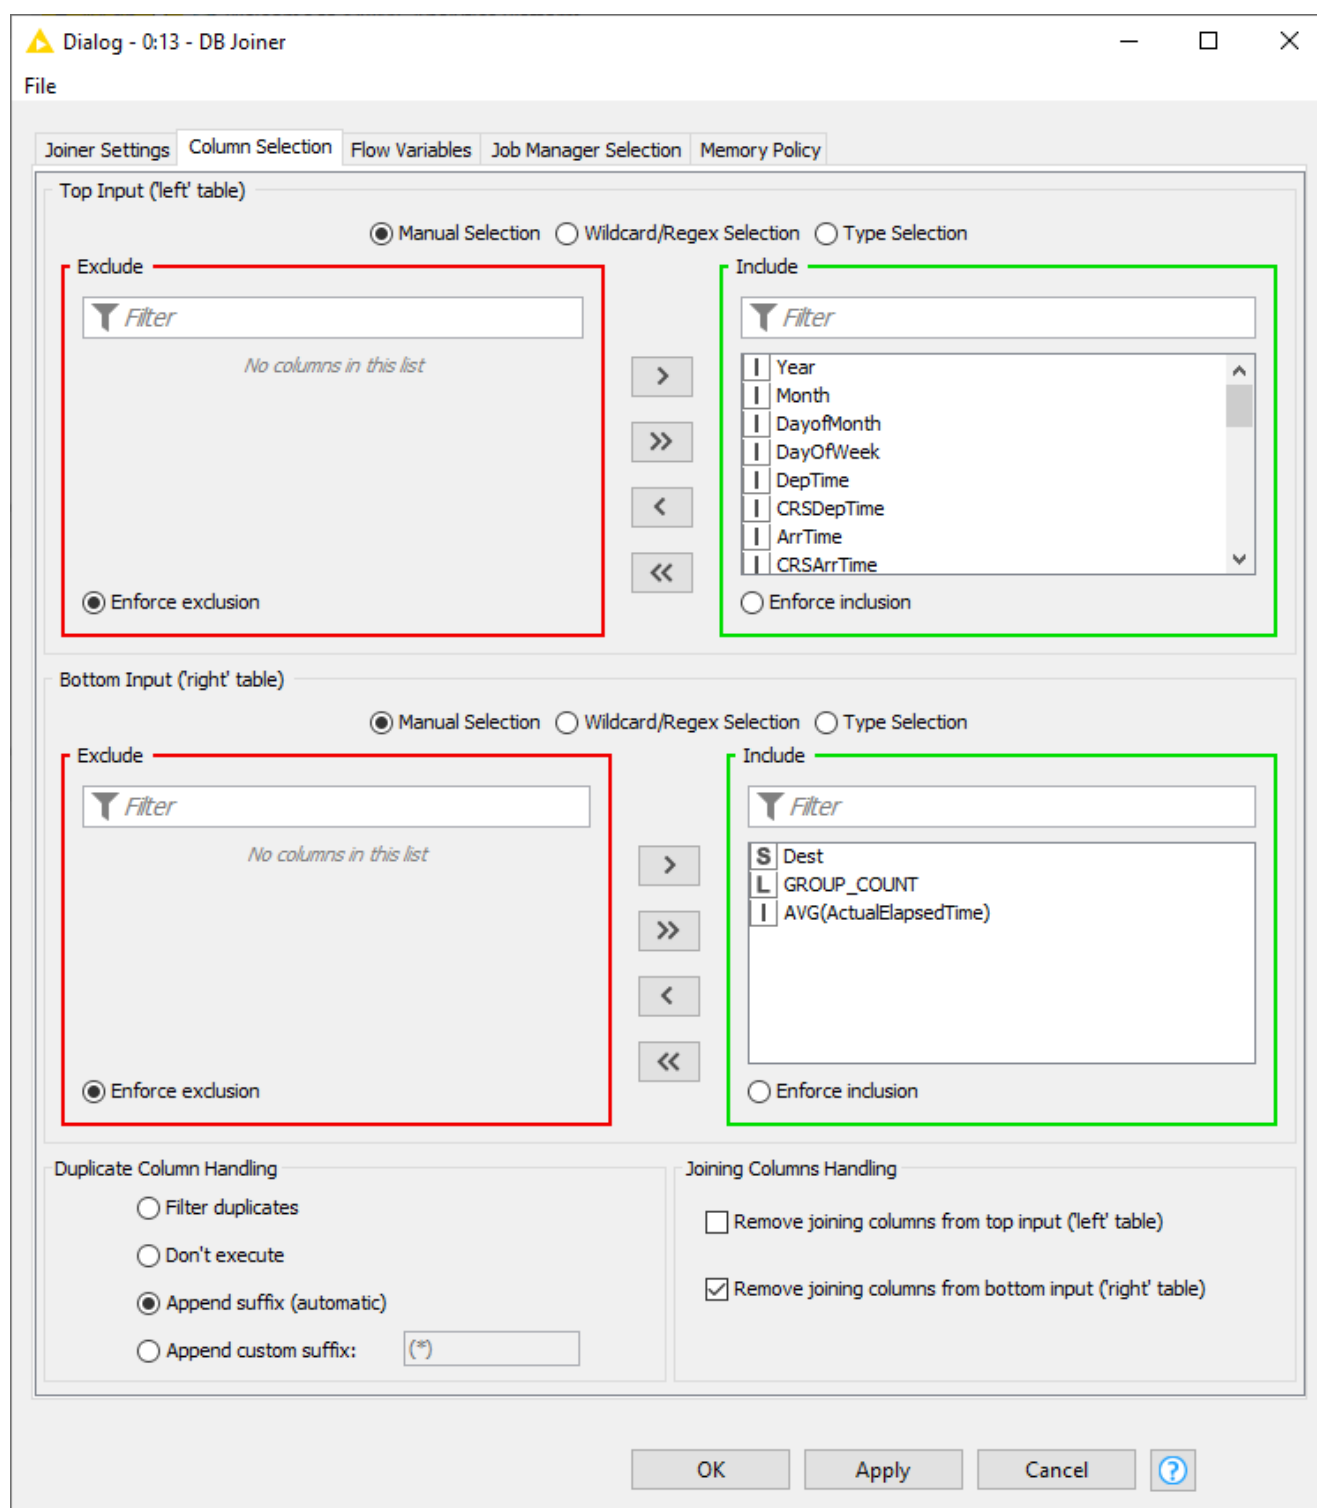 Dialog - 0:13 - DB Joiner
File
Joiner Settings Column Selection Flow Variables Job Manager Selection Memory Policy
Top Input ('left' table)
Manual Selection Wildcard/Regex Selection Type Selection
Exclude
Filter
No columns in this list
Enforce exclusion
>
>>
<
<<
Include
Filter
I Year
I Month
I DayofMonth
I DayOfWeek
I DepTime
I CRSDepTime
I ArrTime
I CRSArrTime
Enforce inclusion
Bottom Input ('right' table)
Manual Selection Wildcard/Regex Selection Type Selection
Exclude
Filter
No columns in this list
Enforce exclusion
>
>>
<
<<
Include
Filter
S Dest
L GROUP_COUNT
I AVG(ActualElapsedTime)
Enforce inclusion
Duplicate Column Handling
Filter duplicates
Don't execute
Append suffix (automatic)
Append custom suffix: (*)
Joining Columns Handling
Remove joining columns from top input ('left' table)
Remove joining columns from bottom input ('right' table)
OK Apply Cancel ?